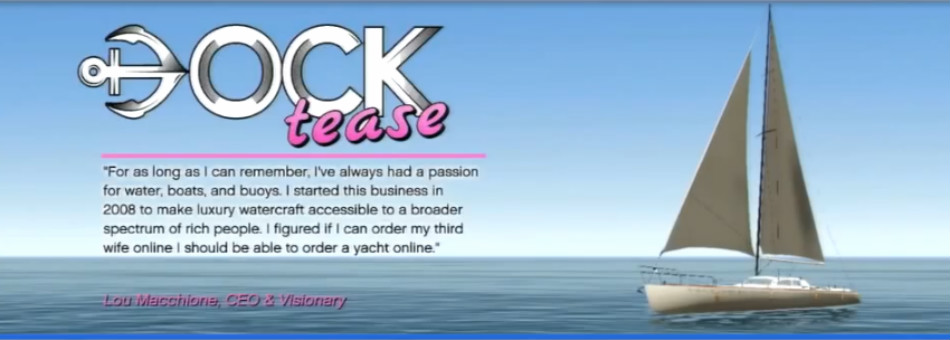 DOCK
tease
"For as long as I can remember, I've always had a passion
for water, boats, and buoys. I started this business in
2008 to make luxury watercraft accessible to a broader
spectrum of rich people. I figured if I can order my third
wife online I should be able to order a yacht online."
Lou Macchione, CEO & Visionary